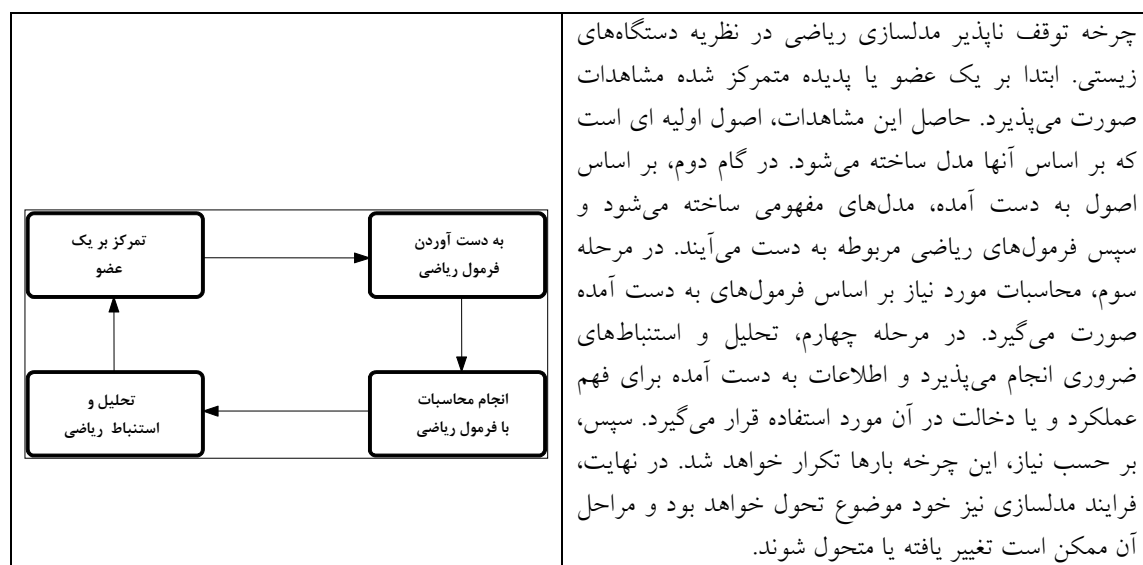 چرخه توقف ناپذیر مدلسازی ریاضی در نظریه دستگاه‌های
زیستی. ابتدا بر یک عضو یا پدیده متمرکز شده مشاهدات
صورت می‌پذیرد. حاصل این مشاهدات، اصول اولیه ای است
که بر اساس آنها مدل ساخته می‌شود. در گام دوم، بر اساس
اصول به دست آمده، مدل‌های مفهومی ساخته می‌شود و
سپس فرمول‌های ریاضی مربوطه به دست می‌آیند. در مرحله
سوم، محاسبات مورد نیاز بر اساس فرمول‌های به دست آمده
صورت می‌گیرد. در مرحله چهارم، تحلیل و استنباط‌های
ضروری انجام می‌پذیرد و اطلاعات به دست آمده برای فهم
عملکرد و یا دخالت در آن مورد استفاده قرار می‌گیرد. سپس،
بر حسب نیاز، این چرخه بارها تکرار خواهد شد. در نهایت،
فرایند مدلسازی نیز خود موضوع تحول خواهد بود و مراحل
آن ممکن است تغییر یافته یا متحول شوند.
تمرکز بر یک
عضو
به دست آوردن
فرمول ریاضی
انجام محاسبات
با فرمول ریاضی
تحلیل و
استنباط ریاضی